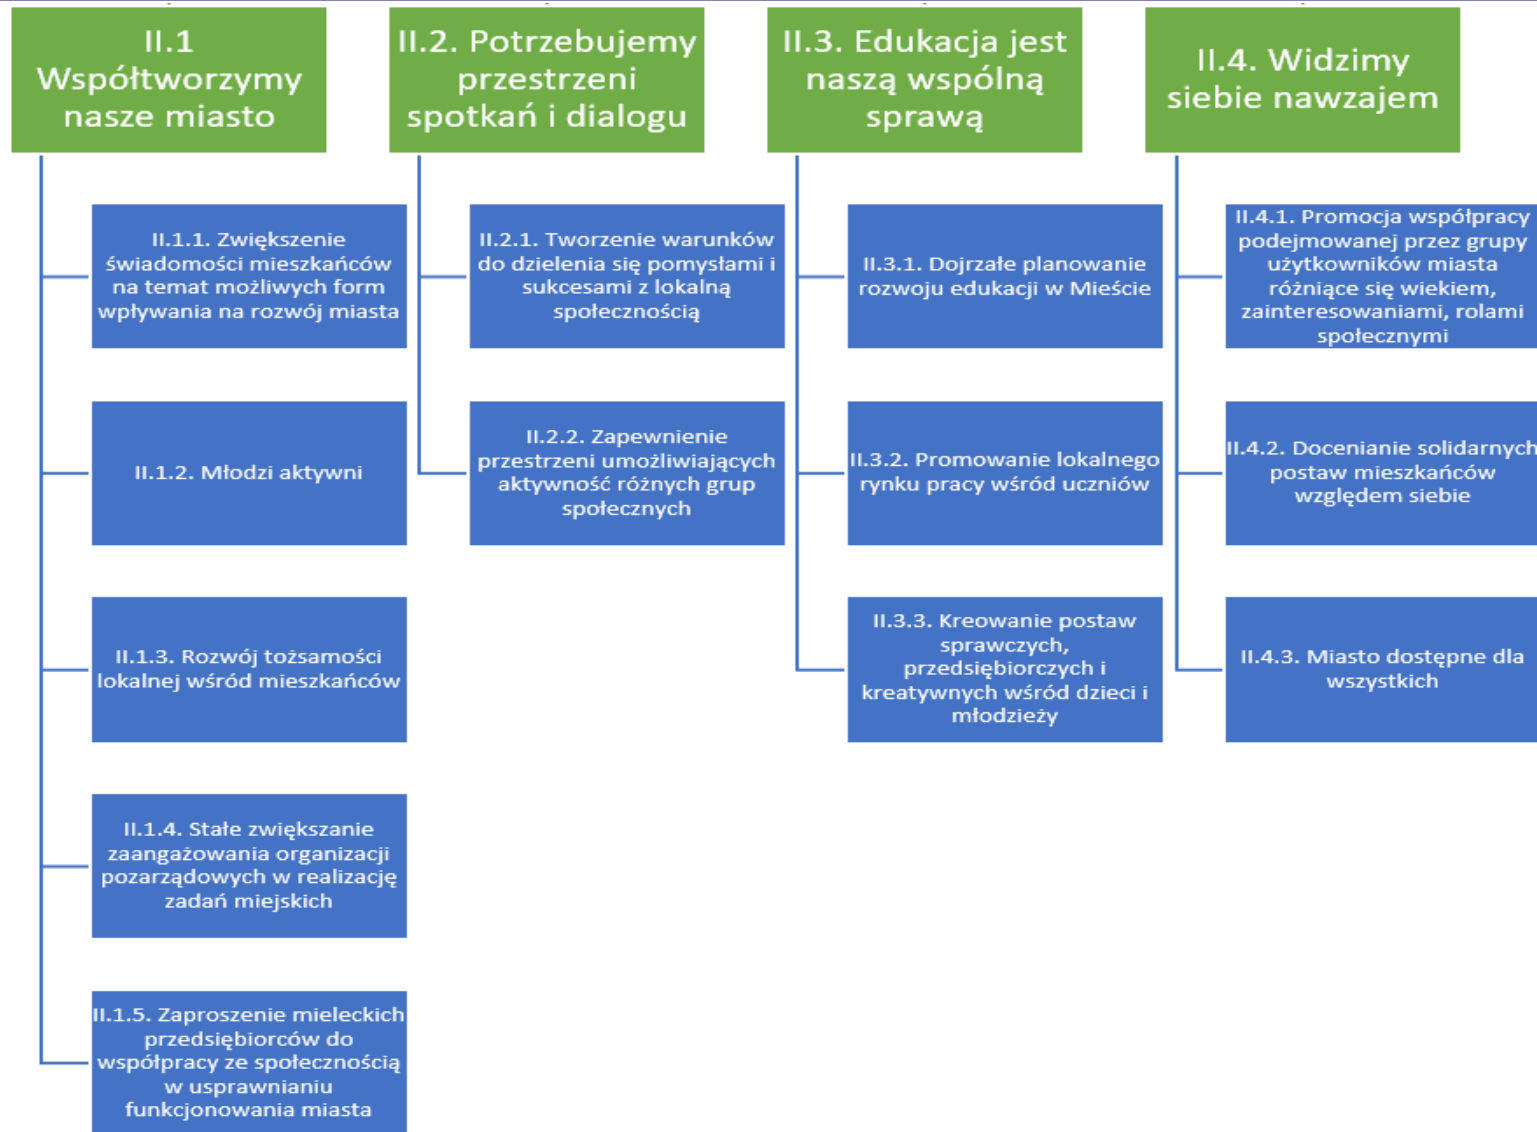 II.1
Współtworzymy
nasze miasto
II.1.1. Zwiększenie
świadomości mieszkańców
na temat możliwych form
wpływania na rozwój miasta
II.1.2. Młodzi aktywni
II.1.3. Rozwój tożsamości
lokalnej wśród mieszkańców
II.1.4. Stałe zwiększanie
zaangażowania organizacji
pozarządowych w realizację
zadań miejskich
II.1.5. Zaproszenie mieleckich
przedsiębiorców do
współpracy ze społecznością
w usprawnianiu
funkcjonowania miasta
II.2. Potrzebujemy
przestrzeni
spotkań i dialogu
II.2.1. Tworzenie warunków
do dzielenia się pomysłami i
sukcesami z lokalną
społecznością
II.2.2. Zapewnienie
przestrzeni umożliwiających
aktywność różnych grup
społecznych
II.3. Edukacja jest
naszą wspólną
sprawą
II.3.1. Dojrzałe planowanie
rozwoju edukacji w Mieście
II.3.2. Promowanie lokalnego
rynku pracy wśród uczniów
II.3.3. Kreowanie postaw
sprawczych,
przedsiębiorczych i
kreatywnych wśród dzieci i
młodzieży
II.4. Widzimy
siebie nawzajem
II.4.1. Promocja współpracy
podejmowanej przez grupy
użytkowników miasta
różniące się wiekiem,
zainteresowaniami, rolami
społecznymi
II.4.2. Docenianie solidarnych
postaw mieszkańców
względem siebie
II.4.3. Miasto dostępne dla
wszystkich